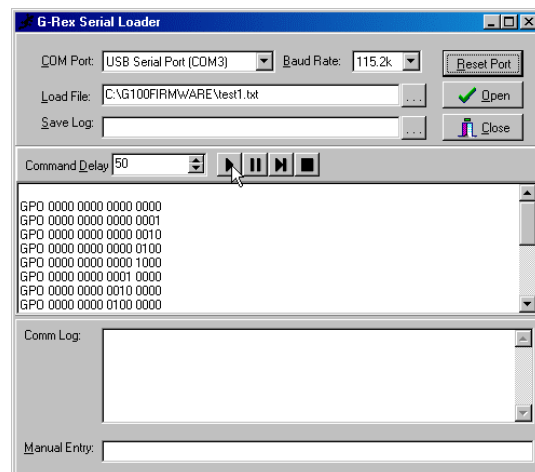 G-Rex Serial Loader
COM Port: USB Serial Port (COM3) Baud Rate: 115.2k Reset Port
Load File: C:\G100FIRMWARE\test1.txt ... Open
Save Log: ... Close
Command Delay 50
GPO 0000 0000 0000 0000
GPO 0000 0000 0000 0001
GPO 0000 0000 0000 0010
GPO 0000 0000 0000 0100
GPO 0000 0000 0000 1000
GPO 0000 0000 0001 0000
GPO 0000 0000 0010 0000
GPO 0000 0000 0100 0000
Comm Log:
Manual Entry: